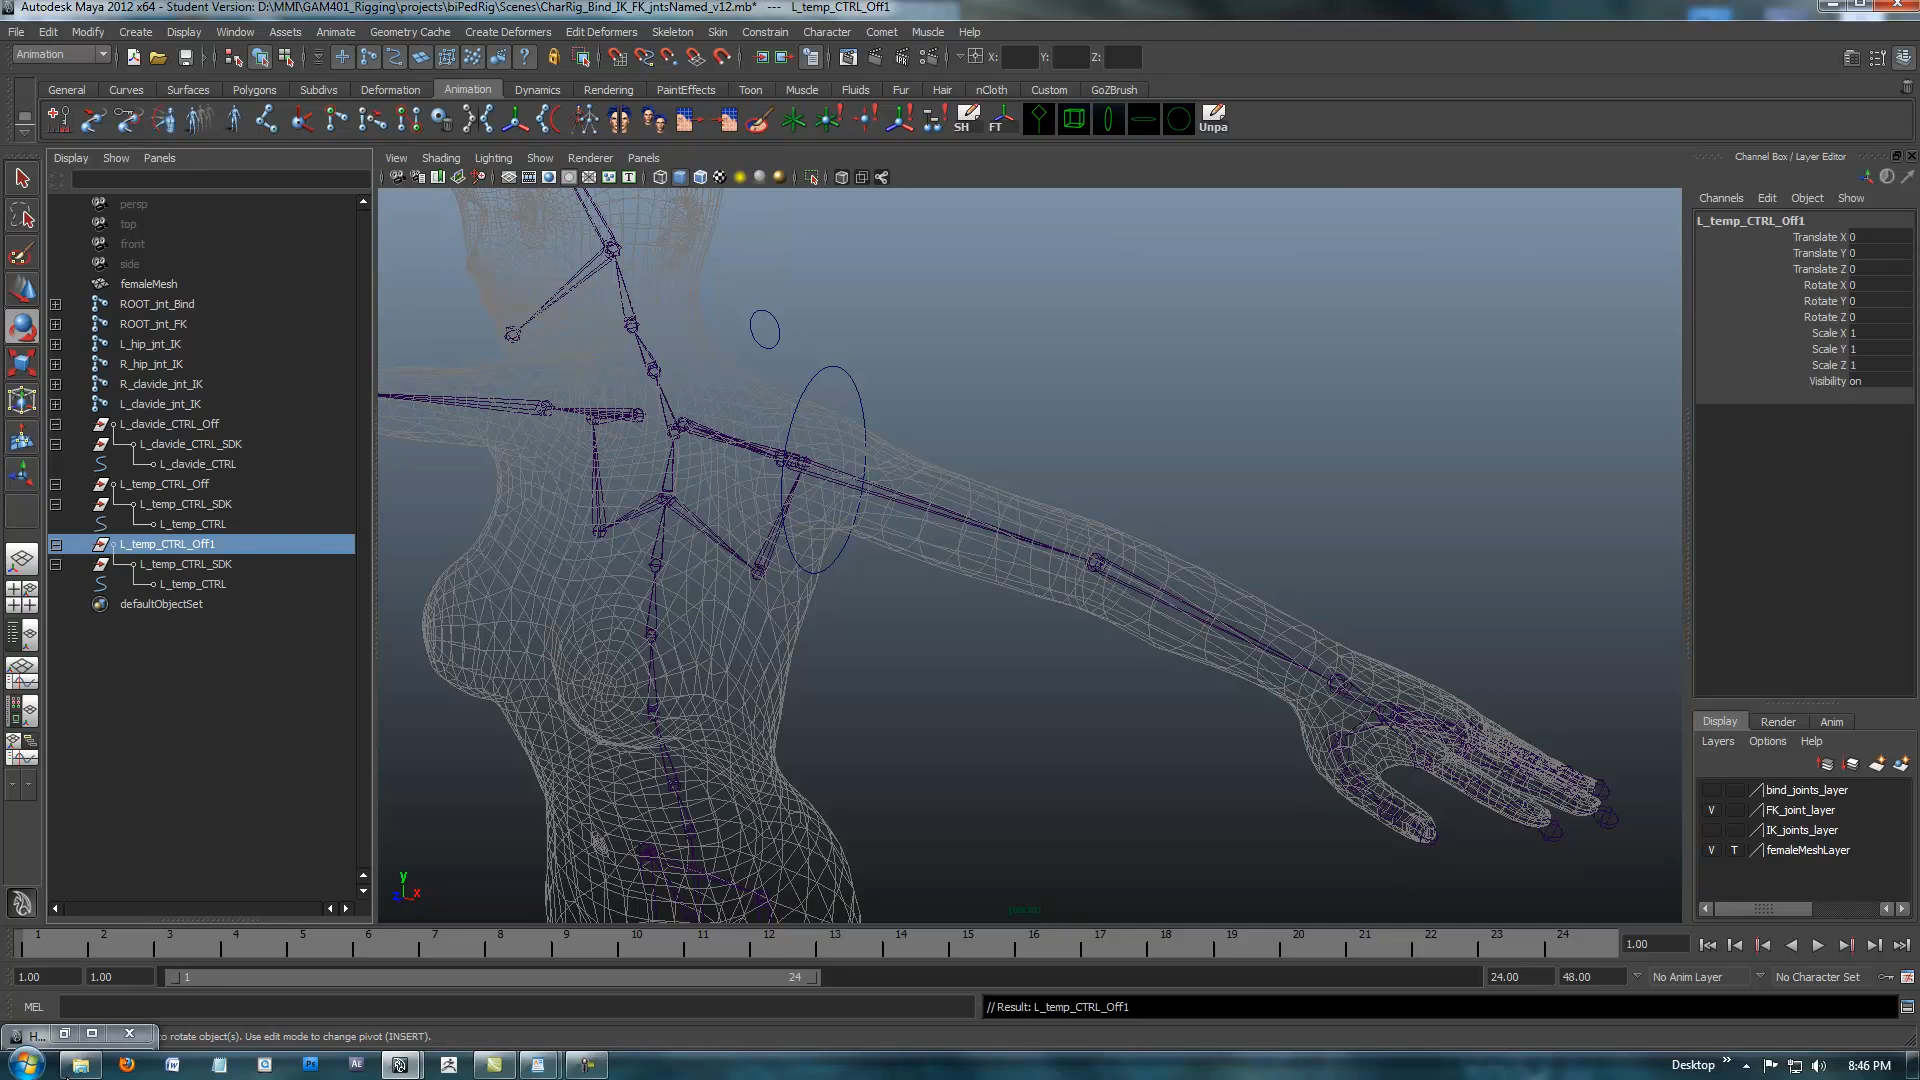 Autodesk Maya 2012 x64 - Student Version: D:\MMI\GAM401_Rigging\projects\biPedRig\Scenes\CharRig_Bind_IK_FK_jntsNamed_v12.mb* --- L_temp_CTRL_Off1
File Edit Modify Create Display Window Assets Animate Geometry Cache Create Deformers Edit Deformers Skeleton Skin Constrain Character Comet Muscle Help
Animation X: Y: Z:
General Curves Surfaces Polygons Subdivs Deformation Animation Dynamics Rendering PaintEffects Toon Muscle Fluids Fur Hair nCloth Custom GoZBrush
SH FT Unpa
Display Show Panels
View Shading Lighting Show Renderer Panels
Channel Box / Layer Editor
Channels Edit Object Show
persp
top
front
side
femaleMesh
ROOT_jnt_Bind
ROOT_jnt_FK
L_hip_jnt_IK
R_hip_jnt_IK
R_clavicle_jnt_IK
L_clavicle_jnt_IK
L_clavicle_CTRL_Off
L_clavicle_CTRL_SDK
L_clavicle_CTRL
L_temp_CTRL_Off
L_temp_CTRL_SDK
L_temp_CTRL
L_temp_CTRL_Off1
L_temp_CTRL_SDK
L_temp_CTRL
defaultObjectSet
y
z x
persp
L_temp_CTRL_Off1
Translate X 0
Translate Y 0
Translate Z 0
Rotate X 0
Rotate Y 0
Rotate Z 0
Scale X 1
Scale Y 1
Scale Z 1
Visibility on
Display Render Anim
Layers Options Help
bind_joints_layer
V FK_joint_layer
IK_joints_layer
V T femaleMeshLayer
1 2 3 4 5 6 7 8 9 10 11 12 13 14 15 16 17 18 19 20 21 22 23 24 1.00
1.00 1.00 1 24 24.00 48.00 No Anim Layer No Character Set
MEL // Result: L_temp_CTRL_Off1
H... to rotate object(s). Use edit mode to change pivot (INSERT).
W Ps AE Desktop 8:46 PM